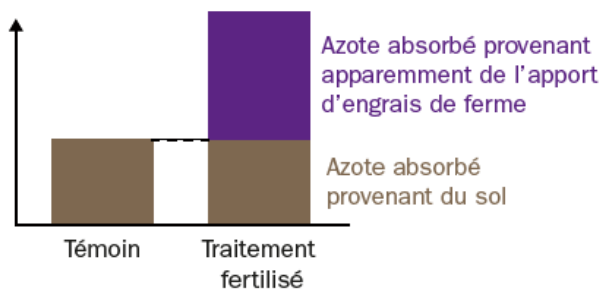 Azote absorbé provenant
apparemment de l'apport
d'engrais de ferme
Azote absorbé
provenant du sol
Témoin
Traitement
fertilisé